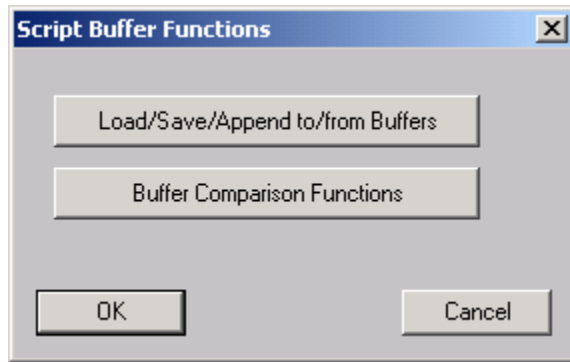 Script Buffer Functions
Load/Save/Append to/from Buffers
Buffer Comparison Functions
OK
Cancel